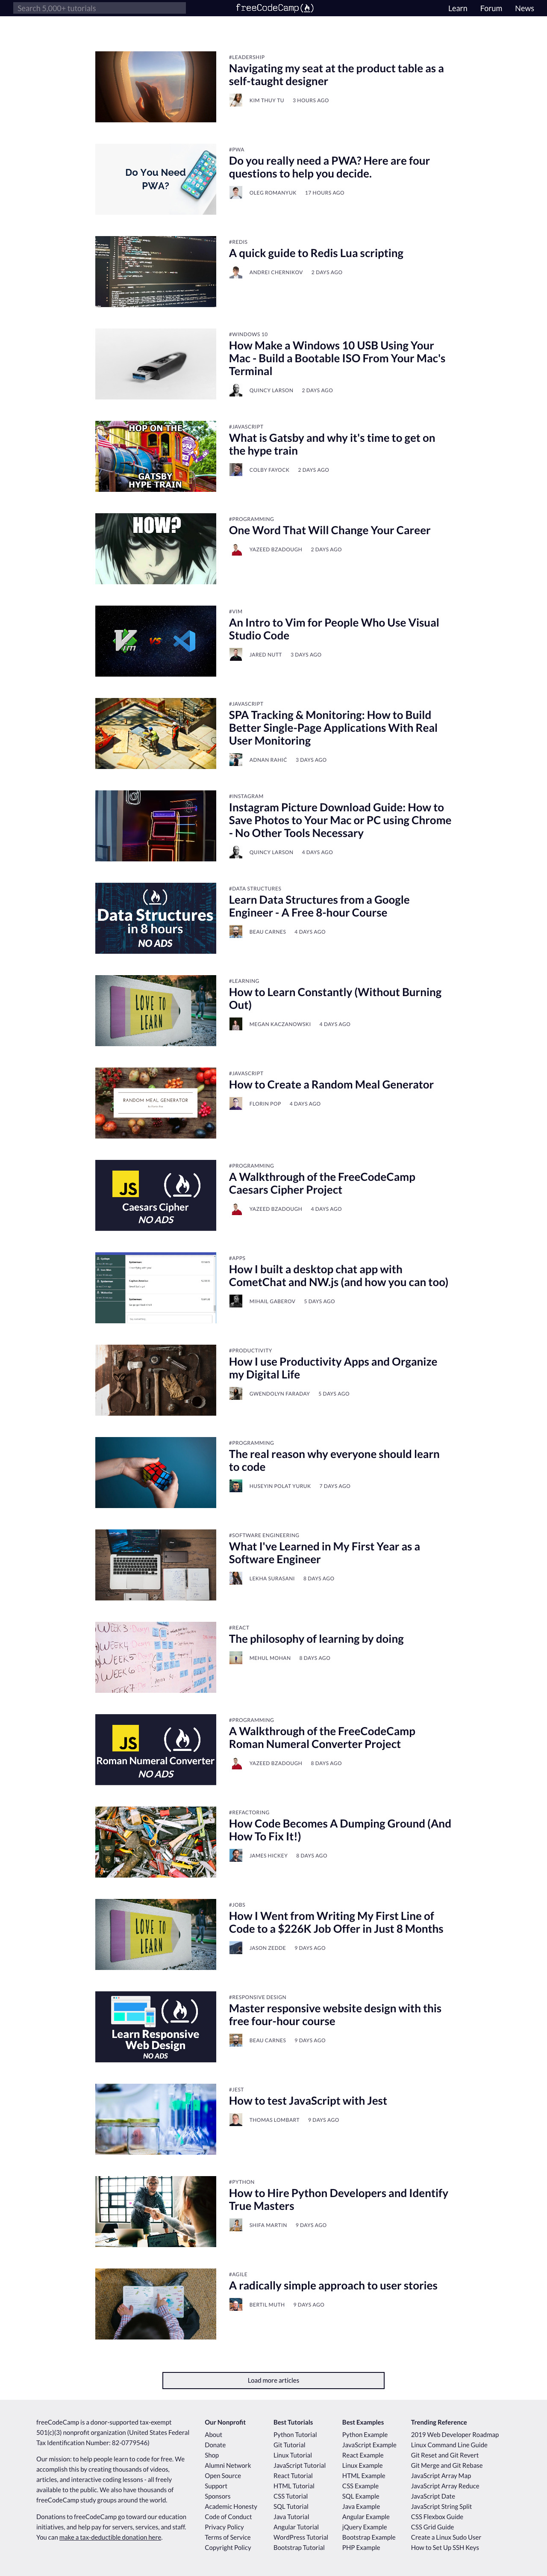 Search 5,000+ tutorials
freeCodeCamp
Learn
Forum
News
#LEADERSHIP
Navigating my seat at the product table as a
self-taught designer
KIM THUY TU
3 HOURS AGO
Do You Need
PWA?
#PWA
Do you really need a PWA? Here are four
questions to help you decide.
OLEG ROMANYUK
17 HOURS AGO
#REDIS
A quick guide to Redis Lua scripting
ANDREI CHERNIKOV
2 DAYS AGO
#WINDOWS 10
How Make a Windows 10 USB Using Your
Mac - Build a Bootable ISO From Your Mac's
Terminal
QUINCY LARSON
2 DAYS AGO
HOP ON THE
GATSBY
HYPE TRAIN
#JAVASCRIPT
What is Gatsby and why it's time to get on
the hype train
COLBY FAYOCK
2 DAYS AGO
HOW?
#PROGRAMMING
One Word That Will Change Your Career
YAZEED BZADOUGH
2 DAYS AGO
VS
#VIM
An Intro to Vim for People Who Use Visual
Studio Code
JARED NUTT
3 DAYS AGO
#JAVASCRIPT
SPA Tracking & Monitoring: How to Build
Better Single-Page Applications With Real
User Monitoring
ADNAN RAHIĆ
3 DAYS AGO
#INSTAGRAM
Instagram Picture Download Guide: How to
Save Photos to Your Mac or PC using Chrome
- No Other Tools Necessary
QUINCY LARSON
4 DAYS AGO
Data Structures
in 8 hours
NO ADS
#DATA STRUCTURES
Learn Data Structures from a Google
Engineer - A Free 8-hour Course
BEAU CARNES
4 DAYS AGO
LOVE TO
LEARN
#LEARNING
How to Learn Constantly (Without Burning
Out)
MEGAN KACZANOWSKI
4 DAYS AGO
RANDOM MEAL GENERATOR
#JAVASCRIPT
How to Create a Random Meal Generator
FLORIN POP
4 DAYS AGO
JS
Caesars Cipher
NO ADS
#PROGRAMMING
A Walkthrough of the FreeCodeCamp
Caesars Cipher Project
YAZEED BZADOUGH
4 DAYS AGO
#APPS
How I built a desktop chat app with
CometChat and NW.js (and how you can too)
MIHAIL GABEROV
5 DAYS AGO
#PRODUCTIVITY
How I use Productivity Apps and Organize
my Digital Life
GWENDOLYN FARADAY
5 DAYS AGO
#PROGRAMMING
The real reason why everyone should learn
to code
HUSEYIN POLAT YURUK
7 DAYS AGO
#SOFTWARE ENGINEERING
What I've Learned in My First Year as a
Software Engineer
LEKHA SURASANI
8 DAYS AGO
WEEK3
WEEK4
WEEK5
WEEK6
#REACT
The philosophy of learning by doing
MEHUL MOHAN
8 DAYS AGO
JS
Roman Numeral Converter
NO ADS
#PROGRAMMING
A Walkthrough of the FreeCodeCamp
Roman Numeral Converter Project
YAZEED BZADOUGH
8 DAYS AGO
#REFACTORING
How Code Becomes A Dumping Ground (And
How To Fix It!)
JAMES HICKEY
8 DAYS AGO
LOVE TO
LEARN
#JOBS
How I Went from Writing My First Line of
Code to a $226K Job Offer in Just 8 Months
JASON ZEDDE
9 DAYS AGO
Learn Responsive
Web Design
NO ADS
#RESPONSIVE DESIGN
Master responsive website design with this
free four-hour course
BEAU CARNES
9 DAYS AGO
#JEST
How to test JavaScript with Jest
THOMAS LOMBART
9 DAYS AGO
#PYTHON
How to Hire Python Developers and Identify
True Masters
SHIFA MARTIN
9 DAYS AGO
#AGILE
A radically simple approach to user stories
BERTIL MUTH
9 DAYS AGO
Load more articles
freeCodeCamp is a donor-supported tax-exempt
501(c)(3) nonprofit organization (United States Federal
Tax Identification Number: 82-0779546)
Our mission: to help people learn to code for free. We
accomplish this by creating thousands of videos,
articles, and interactive coding lessons - all freely
available to the public. We also have thousands of
freeCodeCamp study groups around the world.
Donations to freeCodeCamp go toward our education
initiatives, and help pay for servers, services, and staff.
You can make a tax-deductible donation here.
Our Nonprofit
About
Donate
Shop
Alumni Network
Open Source
Support
Sponsors
Academic Honesty
Code of Conduct
Privacy Policy
Terms of Service
Copyright Policy
Best Tutorials
Python Tutorial
Git Tutorial
Linux Tutorial
JavaScript Tutorial
React Tutorial
HTML Tutorial
CSS Tutorial
SQL Tutorial
Java Tutorial
Angular Tutorial
WordPress Tutorial
Bootstrap Tutorial
Best Examples
Python Example
JavaScript Example
React Example
Linux Example
HTML Example
CSS Example
SQL Example
Java Example
Angular Example
jQuery Example
Bootstrap Example
PHP Example
Trending Reference
2019 Web Developer Roadmap
Linux Command Line Guide
Git Reset and Git Revert
Git Merge and Git Rebase
JavaScript Array Map
JavaScript Array Reduce
JavaScript Date
JavaScript String Split
CSS Flexbox Guide
CSS Grid Guide
Create a Linux Sudo User
How to Set Up SSH Keys